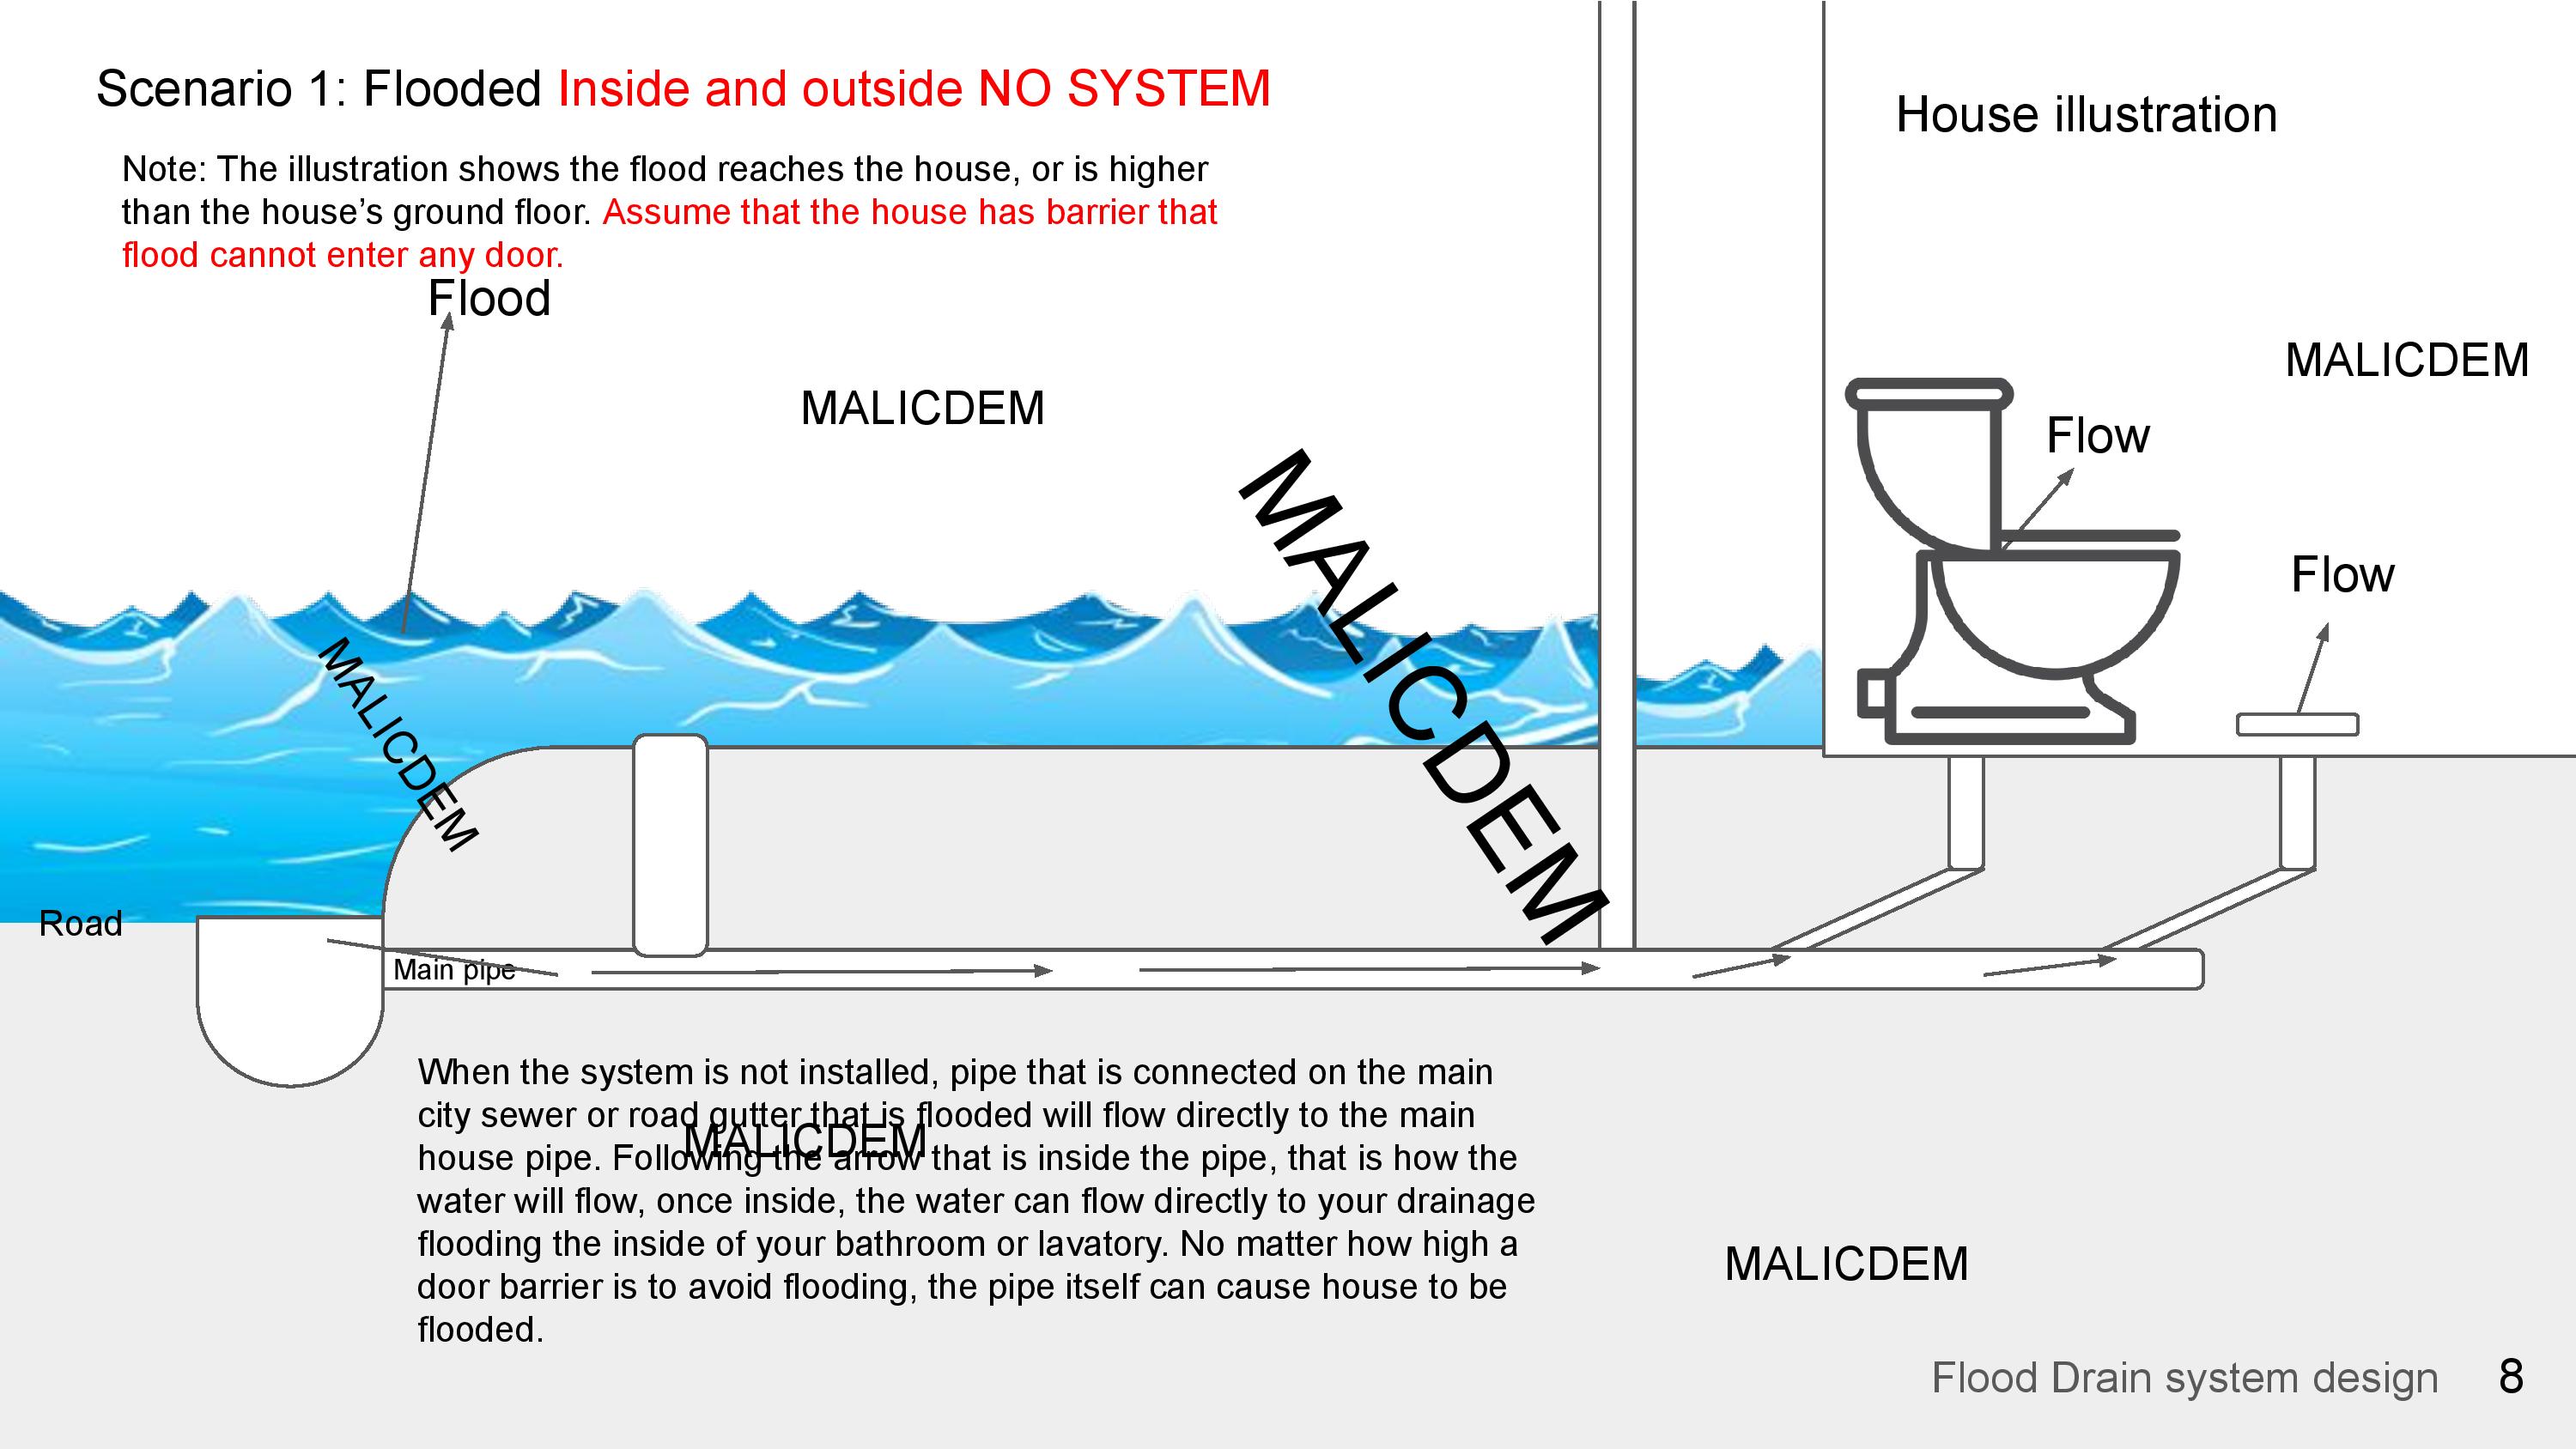 Scenario 1: Flooded Inside and outside NO SYSTEM
House illustration
Note: The illustration shows the flood reaches the house, or is higher
than the house’s ground floor. Assume that the house has barrier that
flood cannot enter any door.
Flood
MALICDEM
MALICDEM
Flow
Flow
MALICDEM
MALICDEM
Road
Main pipe
When the system is not installed, pipe that is connected on the main
city sewer or road gutter that is flooded will flow directly to the main
MALICDEM
house pipe. Following the arrow that is inside the pipe, that is how the
water will flow, once inside, the water can flow directly to your drainage
flooding the inside of your bathroom or lavatory. No matter how high a
door barrier is to avoid flooding, the pipe itself can cause house to be
flooded.
MALICDEM
Flood Drain system design 8